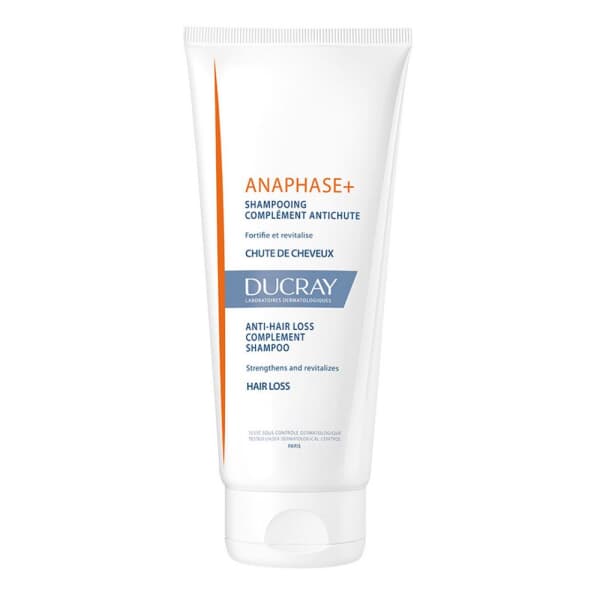 ANAPHASE+
SHAMPOOING
COMPLÉMENT ANTICHUTE
Fortifie et revitalise
CHUTE DE CHEVEUX
DUCRAY
LABORATOIRES DERMATOLOGIQUES
ANTI-HAIR LOSS
COMPLEMENT
SHAMPOO
Strengthens and revitalizes
HAIR LOSS
TESTÉ SOUS CONTRÔLE DERMATOLOGIQUE
TESTED UNDER DERMATOLOGICAL CONTROL
PARIS